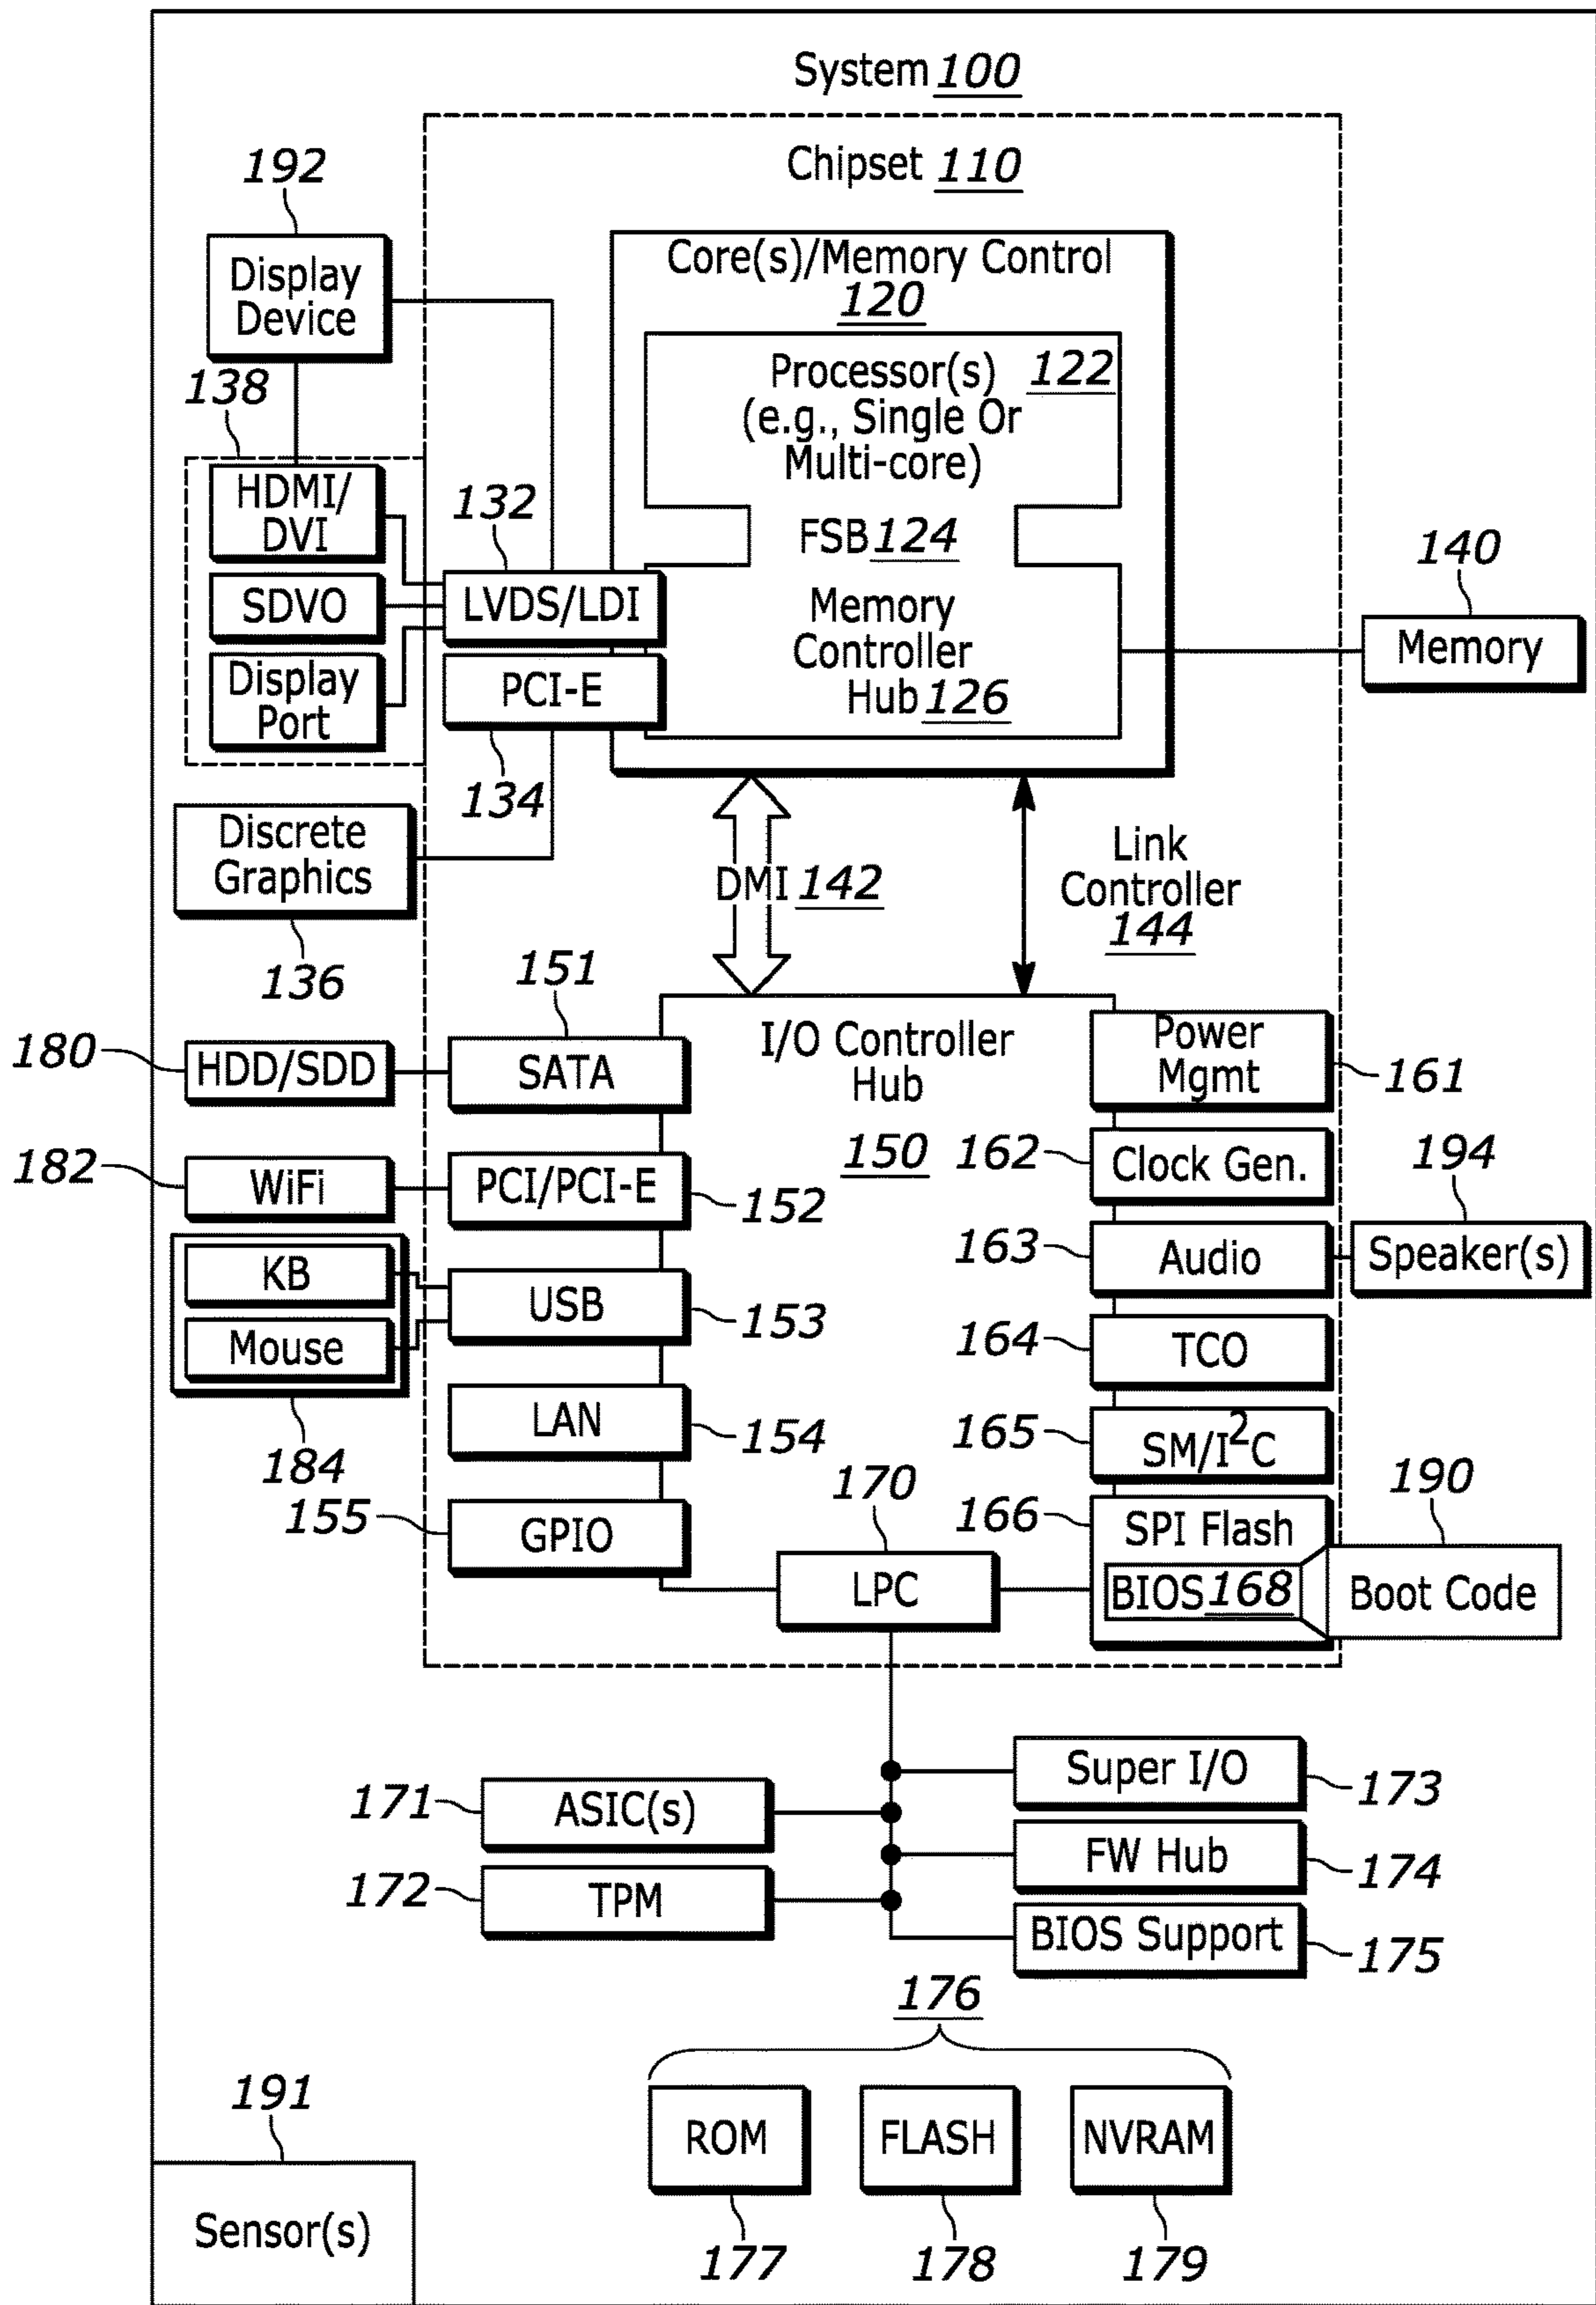 System 100
Chipset 110
192
Display
Device
Core(s)/Memory Control
120
Processor(s) 122
(e.g., Single Or
Multi-core)
138
HDMI/
DVI
SDVO
Display
Port
132
LVDS/LDI
PCI-E
134
FSB 124
Memory
Controller
Hub 126
140
Memory
Discrete
Graphics
136
DMI 142
Link
Controller
144
151
180
HDD/SDD
SATA
I/O Controller
Hub
150
Power
Mgmt
161
182
WiFi
PCI/PCI-E
152
162
Clock Gen.
194
KB
Mouse
184
USB
153
163
Audio
Speaker(s)
164
TCO
LAN
154
165
SM/I²C
155
GPIO
170
LPC
166
SPI Flash
BIOS 168
190
Boot Code
171
ASIC(s)
Super I/O
173
172
TPM
FW Hub
174
BIOS Support
175
176
ROM
FLASH
NVRAM
177
178
179
191
Sensor(s)